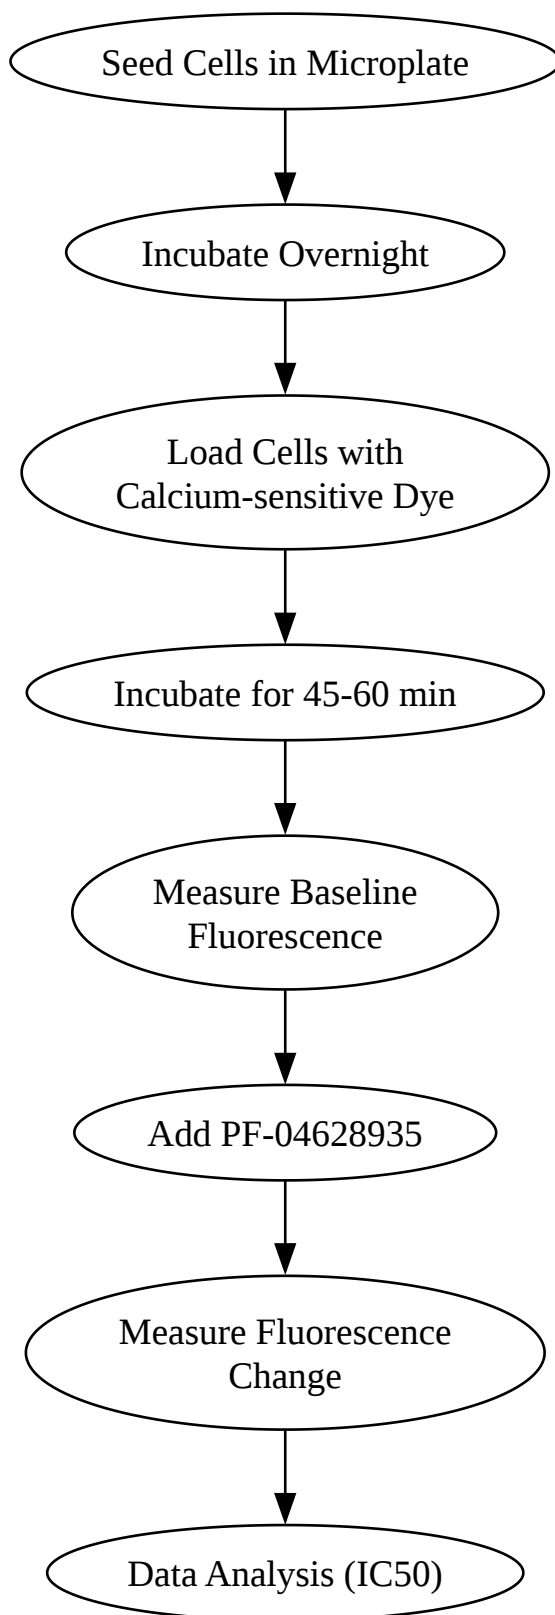 Seed Cells in Microplate
Incubate Overnight
Load Cells with
Calcium-sensitive Dye
Incubate for 45-60 min
Measure Baseline
Fluorescence
Add PF-04628935
Measure Fluorescence
Change
Data Analysis (IC50)